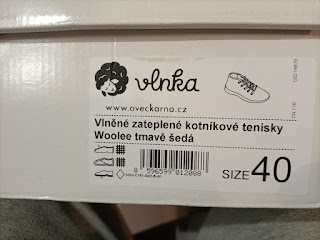 vlnka
www.oveckarna.cz
Vlněné zateplené kotníkové tenisky
Woolee tmavě šedá
8 596599 012088
SIZE 40